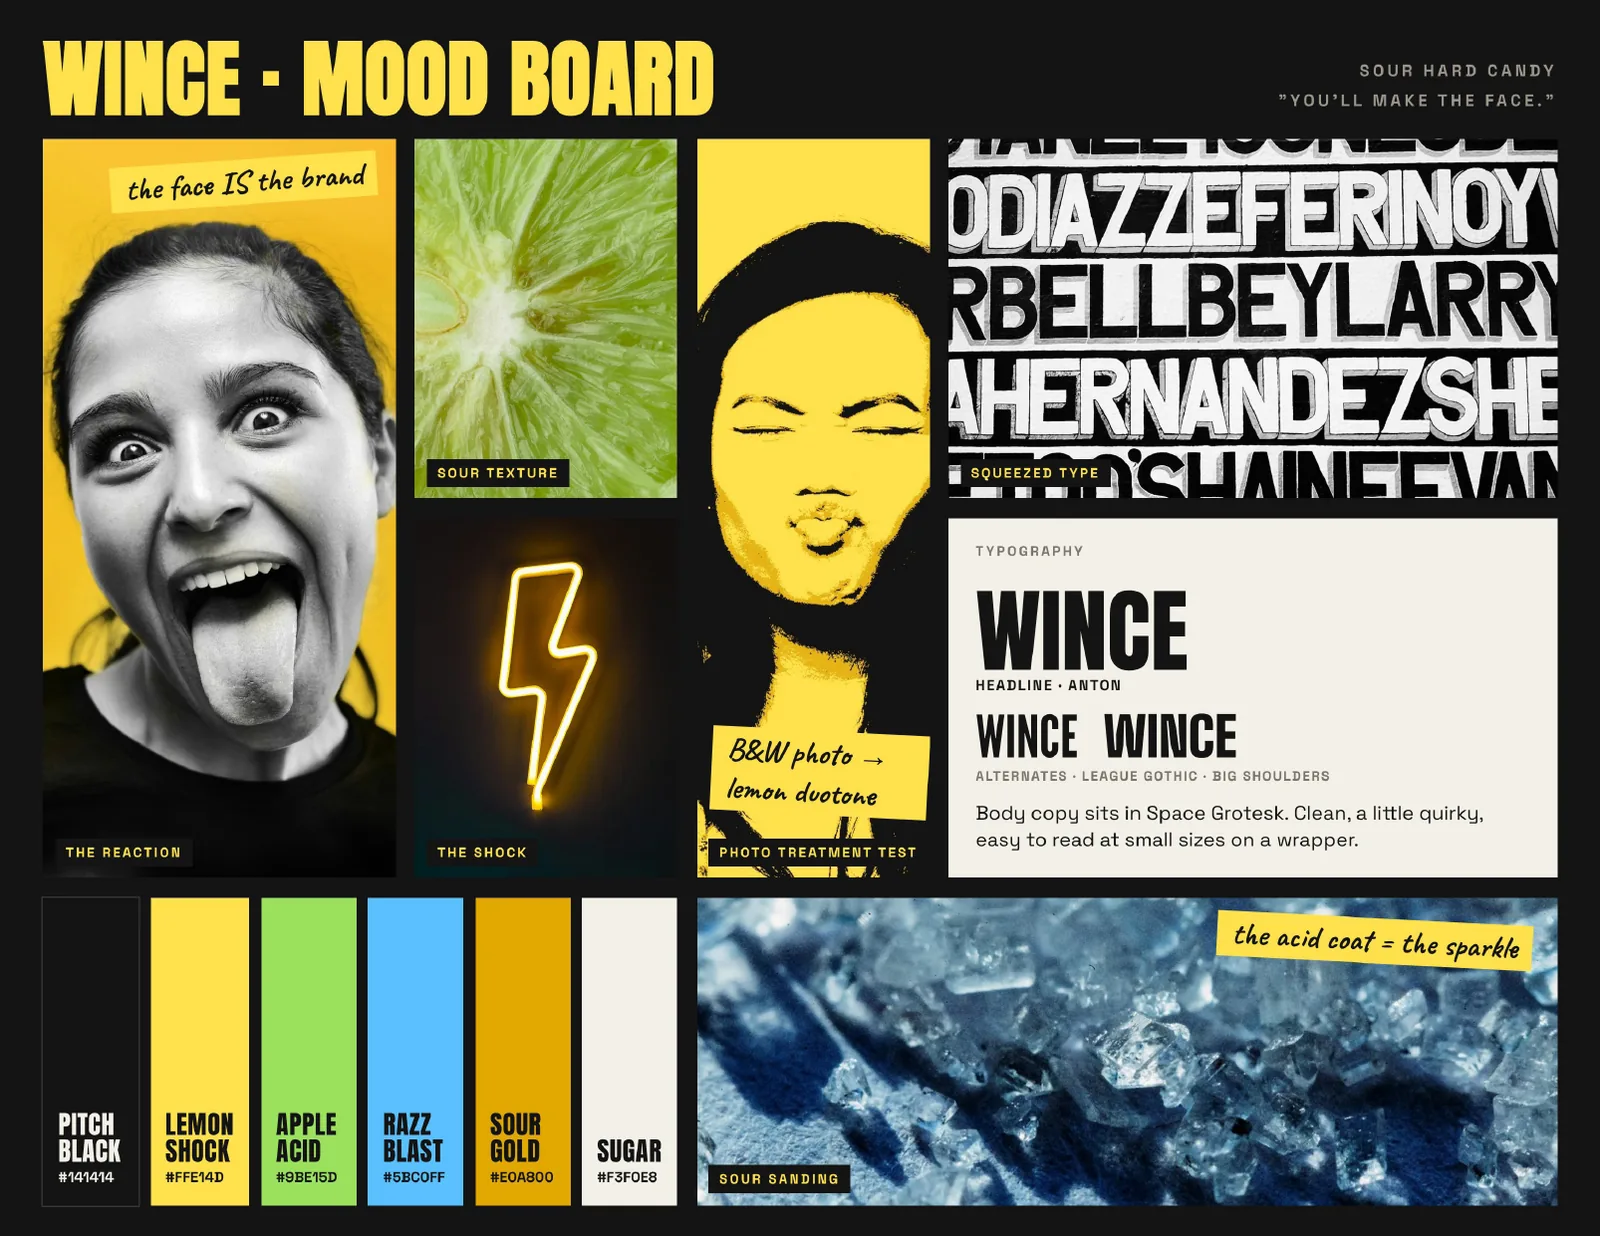 WINCE · MOOD BOARD
SOUR HARD CANDY
"YOU'LL MAKE THE FACE."
the face IS the brand
THE REACTION
SOUR TEXTURE
THE SHOCK
B&W photo →
lemon duotone
PHOTO TREATMENT TEST
ODIAZZEFERINOY
RBELLBEYLARRY
AHERNANDEZSHE
SQUEEZED TYPE
TYPOGRAPHY
WINCE
HEADLINE · ANTON
WINCE WINCE
ALTERNATES · LEAGUE GOTHIC · BIG SHOULDERS
Body copy sits in Space Grotesk. Clean, a little quirky,
easy to read at small sizes on a wrapper.
PITCH
BLACK
#141414
LEMON
SHOCK
#FFE14D
APPLE
ACID
#9BE15D
RAZZ
BLAST
#5BC0FF
SOUR
GOLD
#E0A800
SUGAR
#F3F0E8
the acid coat = the sparkle
SOUR SANDING